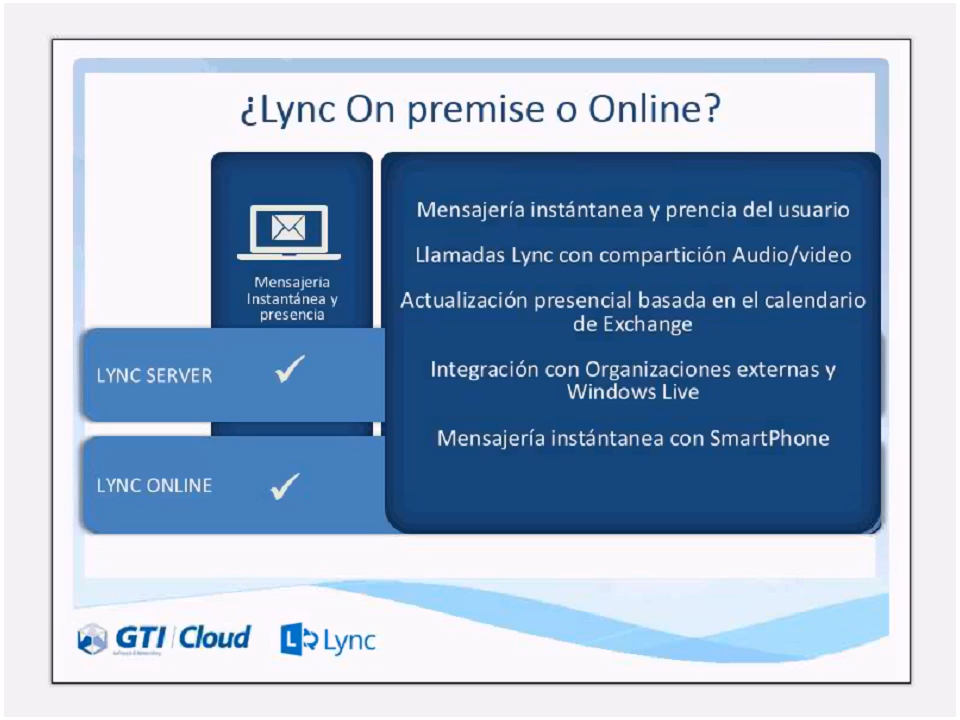 ¿Lync On premise o Online?
Mensajería
Instantánea y
presencia
LYNC SERVER
LYNC ONLINE
Mensajería instántanea y prencia del usuario
Llamadas Lync con compartición Audio/video
Actualización presencial basada en el calendario
de Exchange
Integración con Organizaciones externas y
Windows Live
Mensajería instántanea con SmartPhone
GTI Cloud
Lync